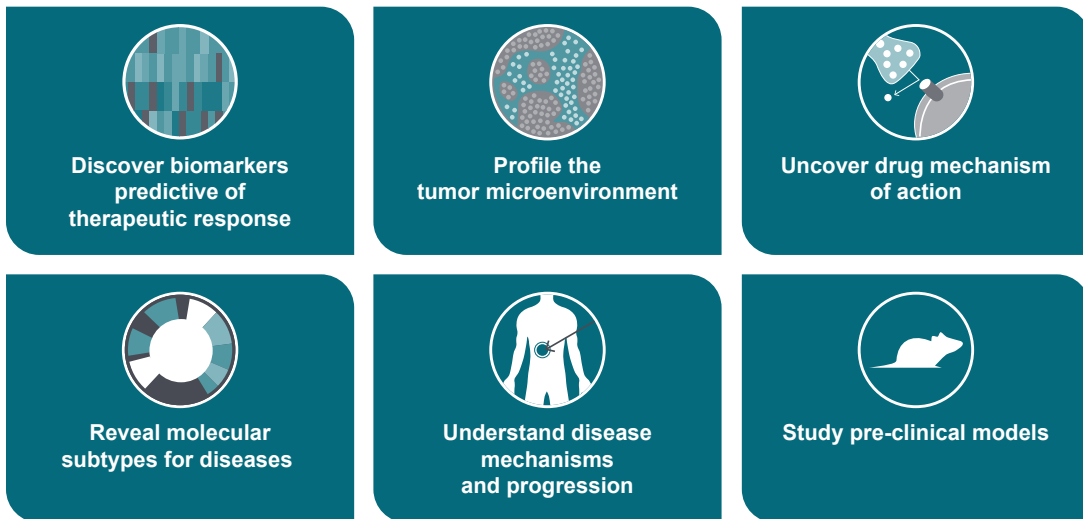 Discover biomarkers
predictive of
therapeutic response
Profile the
tumor microenvironment
Uncover drug mechanism
of action
Reveal molecular
subtypes for diseases
Understand disease
mechanisms
and progression
Study pre-clinical models